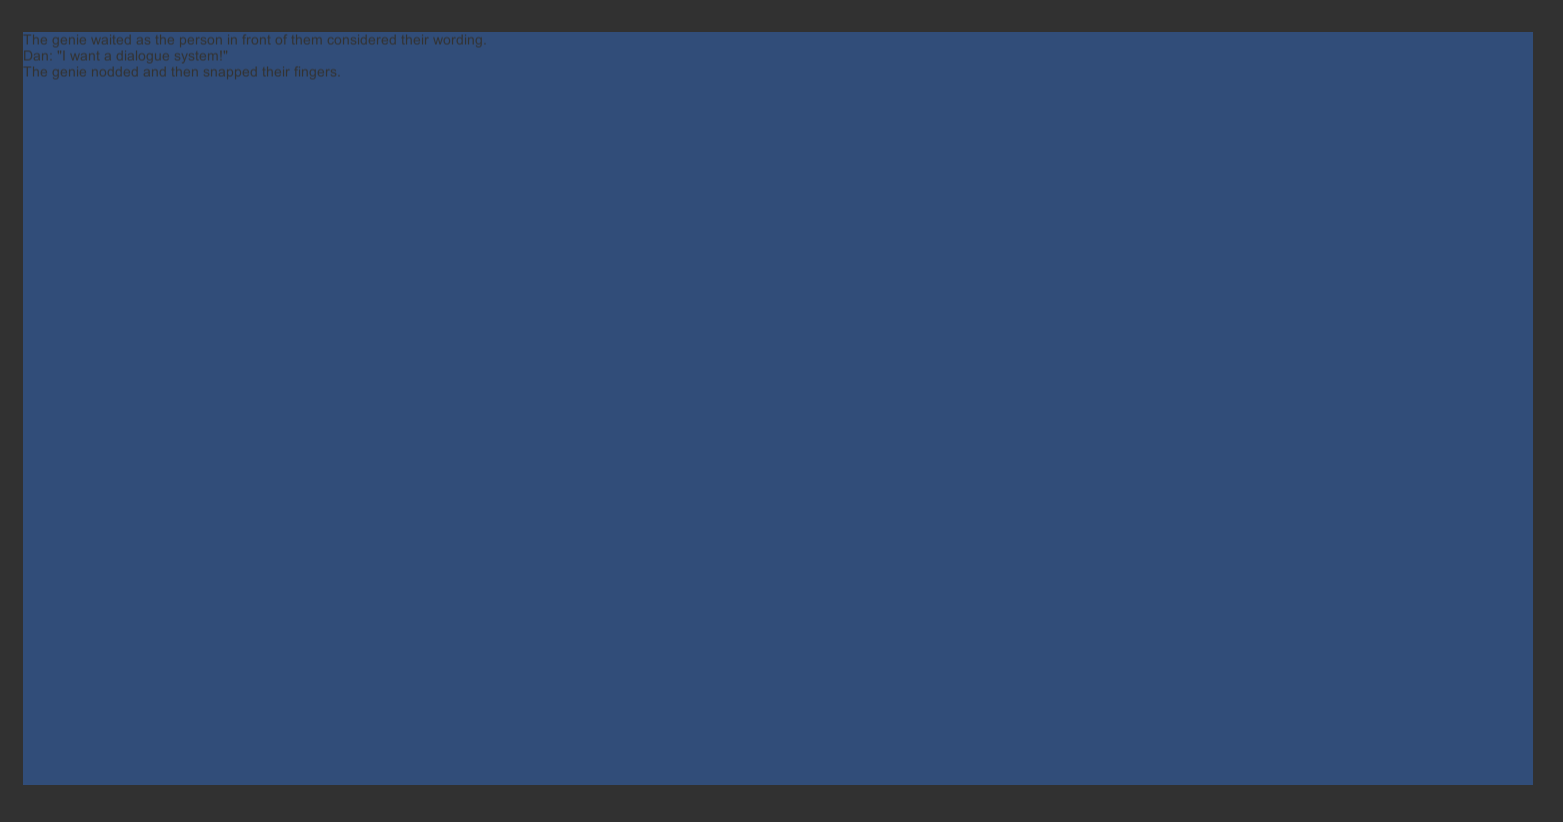 The genie waited as the person in front of them considered their wording.
Dan: "I want a dialogue system!"
The genie nodded and then snapped their fingers.